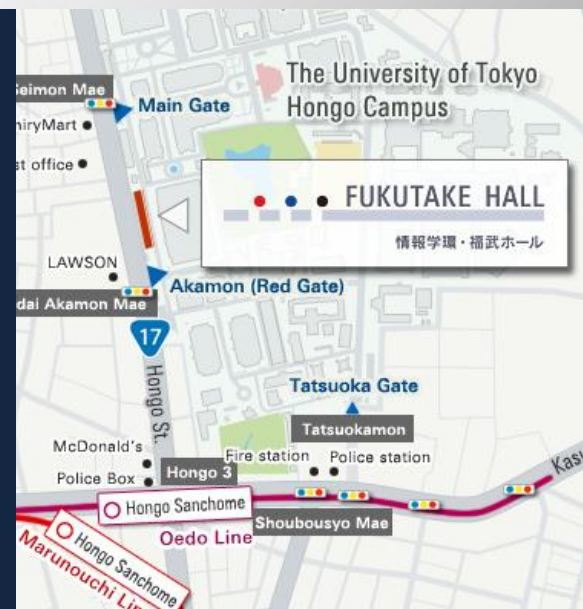 The University of Tokyo
Hongo Campus
Seimon Mae
Main Gate
FUKUTAKE HALL
情報学環・福武ホール
LAWSON
Akamon (Red Gate)
dai Akamon Mae
17
Hongo St.
Tatsuoka Gate
Tatsuokamon
McDonald's
Fire station
Police station
Police Box
Hongo 3
Hongo Sanchome
Shoubousyo Mae
Oedo Line
Hongo Sanchome
Marunouchi